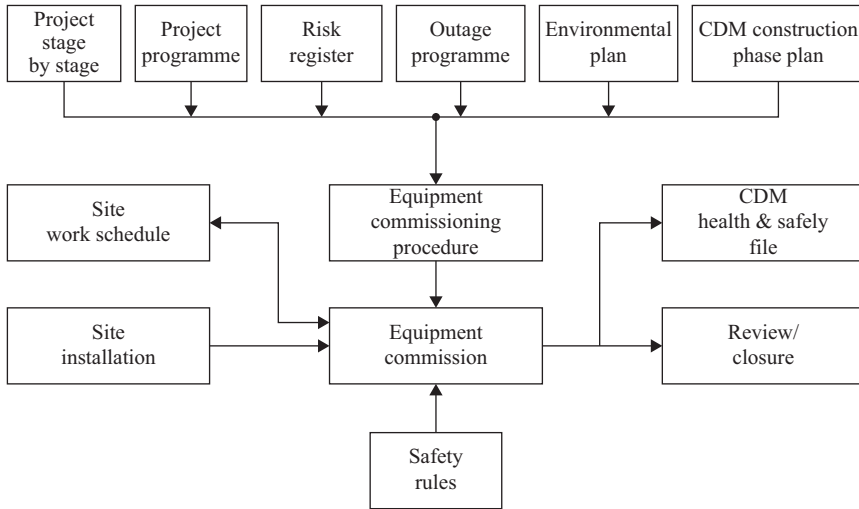 Project
stage
by stage
Project
programme
Risk
register
Outage
programme
Environmental
plan
CDM construction
phase plan
Site
work schedule
Equipment
commissioning
procedure
CDM
health & safely
file
Site
installation
Equipment
commission
Review/
closure
Safety
rules